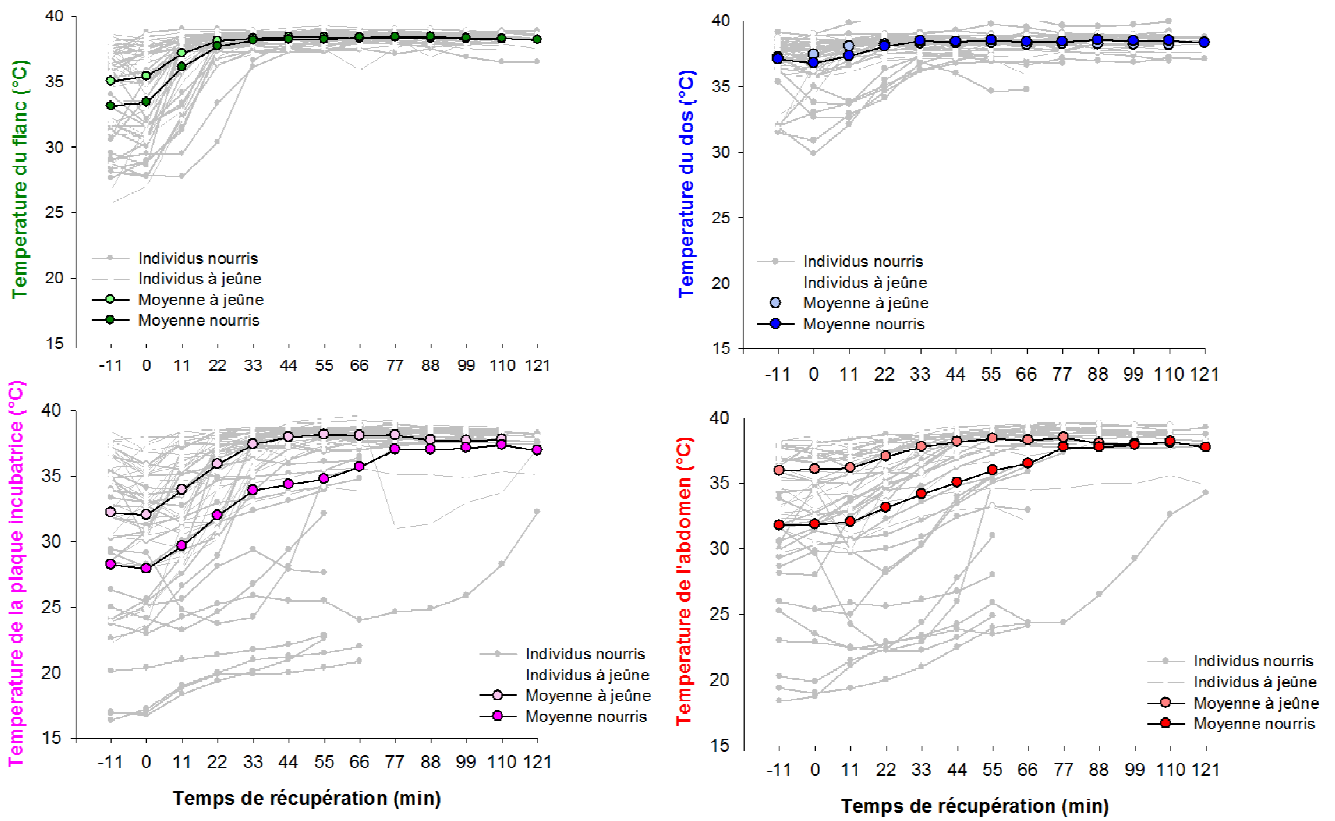 Temperature du flanc (°C)
40
35
30
25
20
15
Individus nourris
Individus à jeûne
Moyenne à jeûne
Moyenne nourris
-11 0 11 22 33 44 55 66 77 88 99 110 121
Temperature du dos (°C)
40
35
30
25
20
15
Individus nourris
Individus à jeûne
Moyenne à jeûne
Moyenne nourris
-11 0 11 22 33 44 55 66 77 88 99 110 121
Temperature de la plaque incubatrice (°C)
40
35
30
25
20
15
Individus nourris
Individus à jeûne
Moyenne à jeûne
Moyenne nourris
-11 0 11 22 33 44 55 66 77 88 99 110 121
Temps de récupération (min)
Temperature de l'abdomen (°C)
40
35
30
25
20
15
Individus nourris
Individus à jeûne
Moyenne à jeûne
Moyenne nourris
-11 0 11 22 33 44 55 66 77 88 99 110 121
Temps de récupération (min)